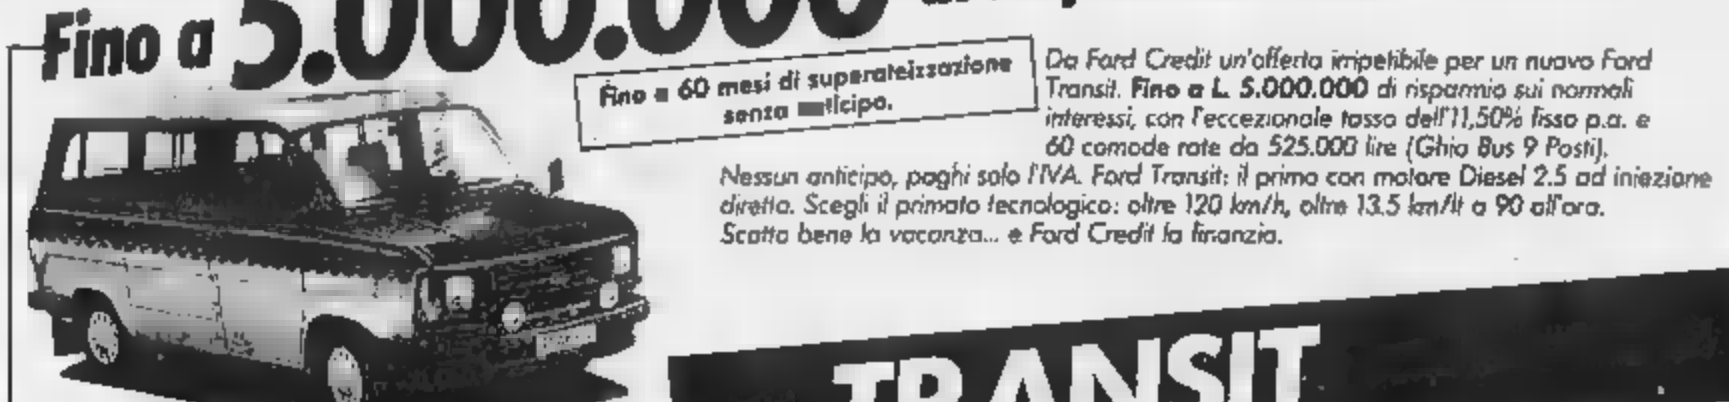 Fino a 5.000.000
Fino a 60 mesi di superateizzazione
senza anticipo.
Da Ford Credit un'offerta irripetibile per un nuovo Ford
Transit. Fino a L. 5.000.000 di risparmio sui normali
interessi, con l'eccezionale tasso dell'11,50% fisso p.a. e
60 comode rate da 525.000 lire (Ghia Bus 9 Posti).
Nessun anticipo, paghi solo l'IVA. Ford Transit: il primo con motore Diesel 2.5 ad iniezione
diretta. Scegli il primato tecnologico: oltre 120 km/h, oltre 13.5 km/lt a 90 all'ora.
Scatta bene la vacanza... e Ford Credit la finanzia.
TRANSIT